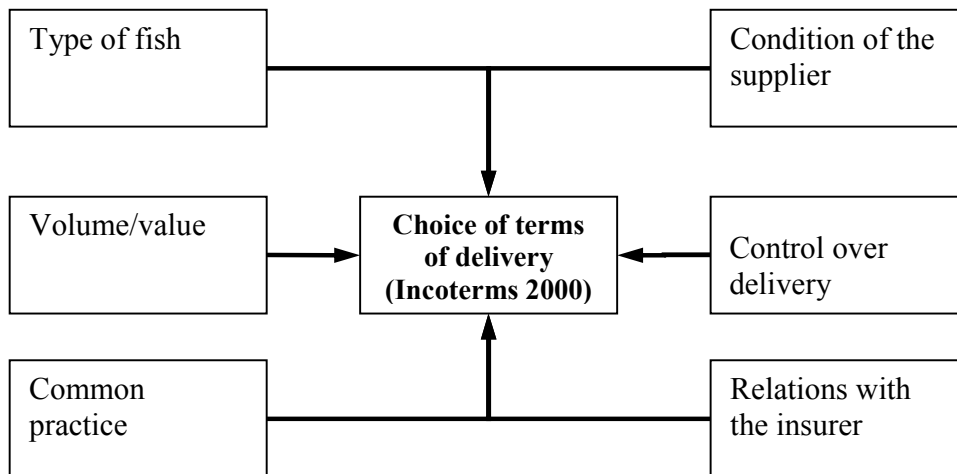 Type of fish
Condition of the
supplier
Volume/value
Choice of terms
of delivery
(Incoterms 2000)
Control over
delivery
Common
practice
Relations with
the insurer